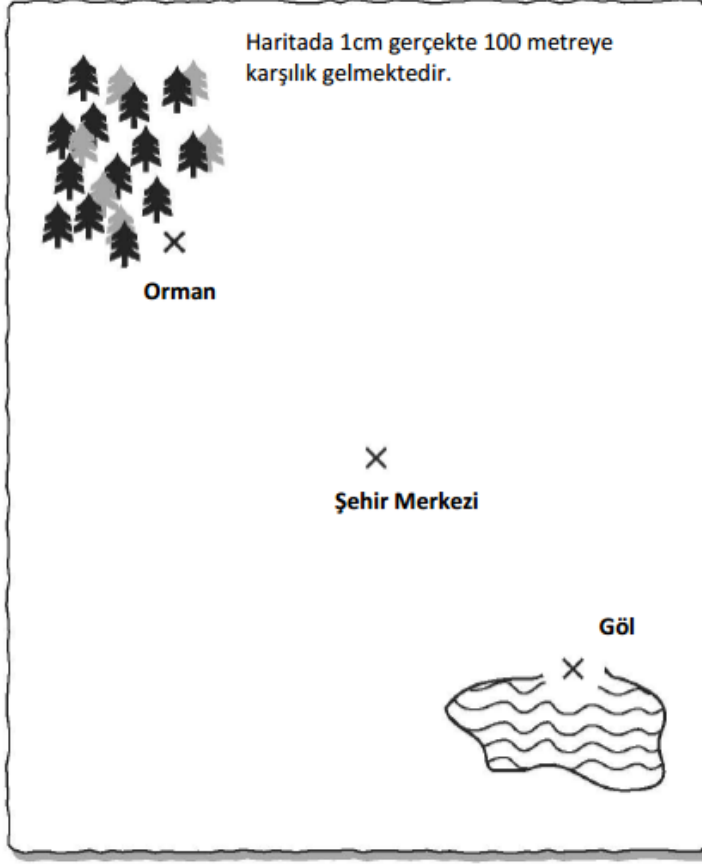 Haritada 1cm gerçekte 100 metreye
karşılık gelmektedir.
Orman
Şehir Merkezi
Göl